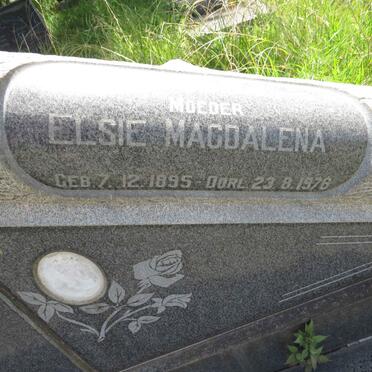 MOEDER
ELSIE MAGDALENA
GEB. 7.12.1895 OORL. 23.8.1976